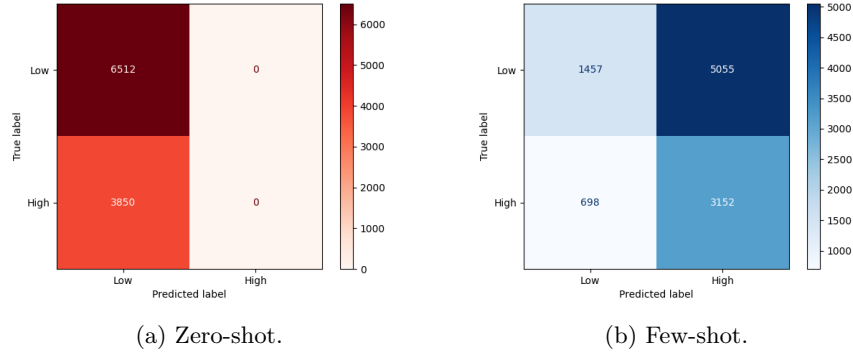 6512
0
3850
0
Low
High
True label
Low
High
Predicted label
6000
5000
4000
3000
2000
1000
0
(a) Zero-shot.
1457
5055
698
3152
Low
High
True label
Low
High
Predicted label
5000
4500
4000
3500
3000
2500
2000
1500
1000
(b) Few-shot.